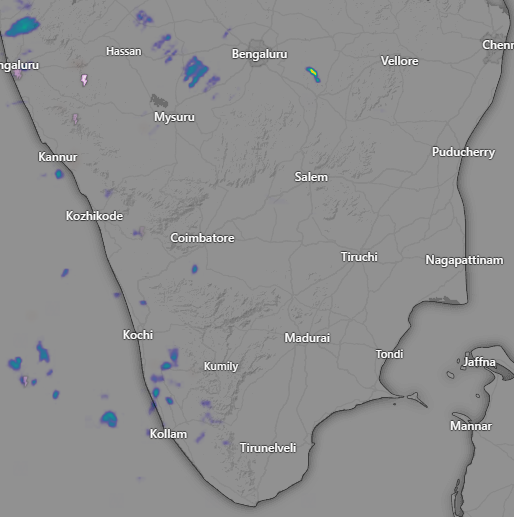 Hassan
Bengaluru
Chenn
Vellore
ngaluru
Mysuru
Kannur
Puducherry
Salem
Kozhikode
Coimbatore
Tiruchi
Nagapattinam
Kochi
Madurai
Tondi
Kumily
Jaffna
Kollam
Mannar
Tirunelveli